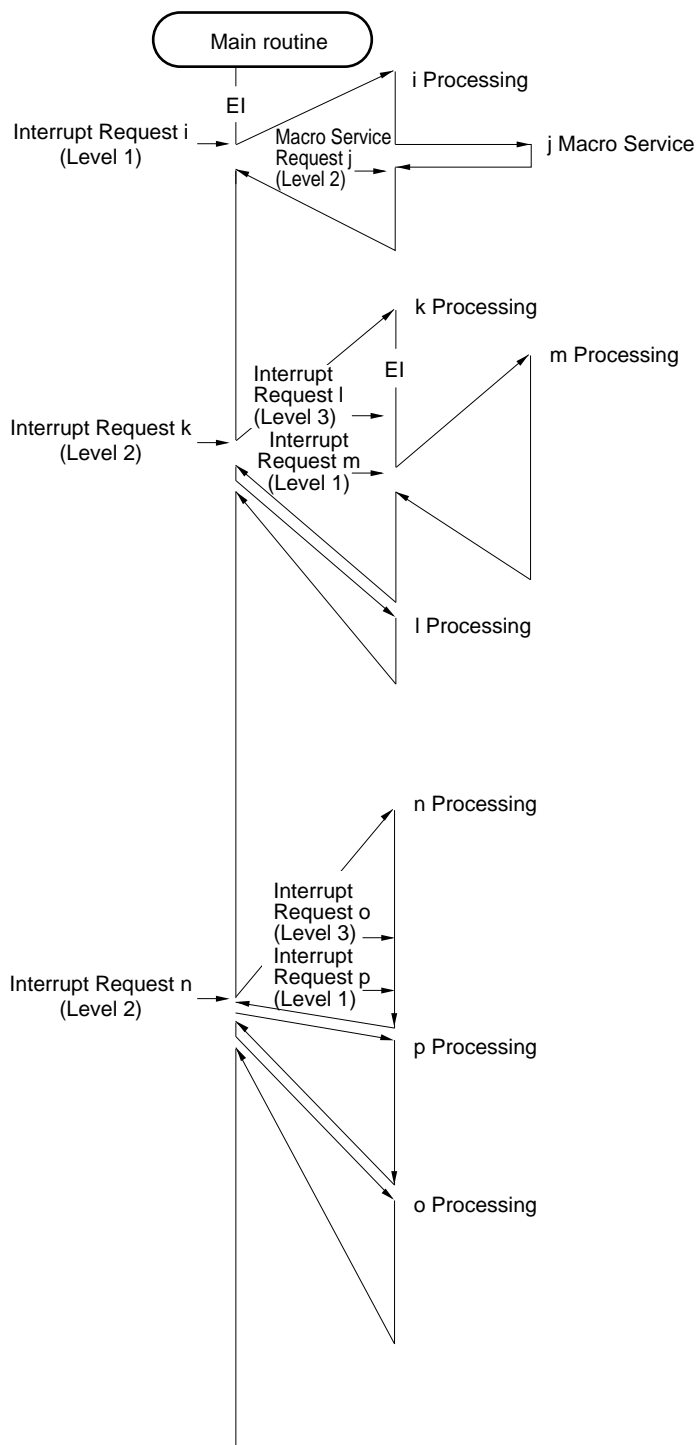 Main routine
EI
i Processing
Interrupt Request i
(Level 1)
Macro Service
Request j
(Level 2)
j Macro Service
k Processing
EI
m Processing
Interrupt
Request l
(Level 3)
Interrupt Request k
(Level 2)
Interrupt
Request m
(Level 1)
l Processing
n Processing
Interrupt
Request o
(Level 3)
Interrupt
Request p
(Level 1)
Interrupt Request n
(Level 2)
p Processing
o Processing